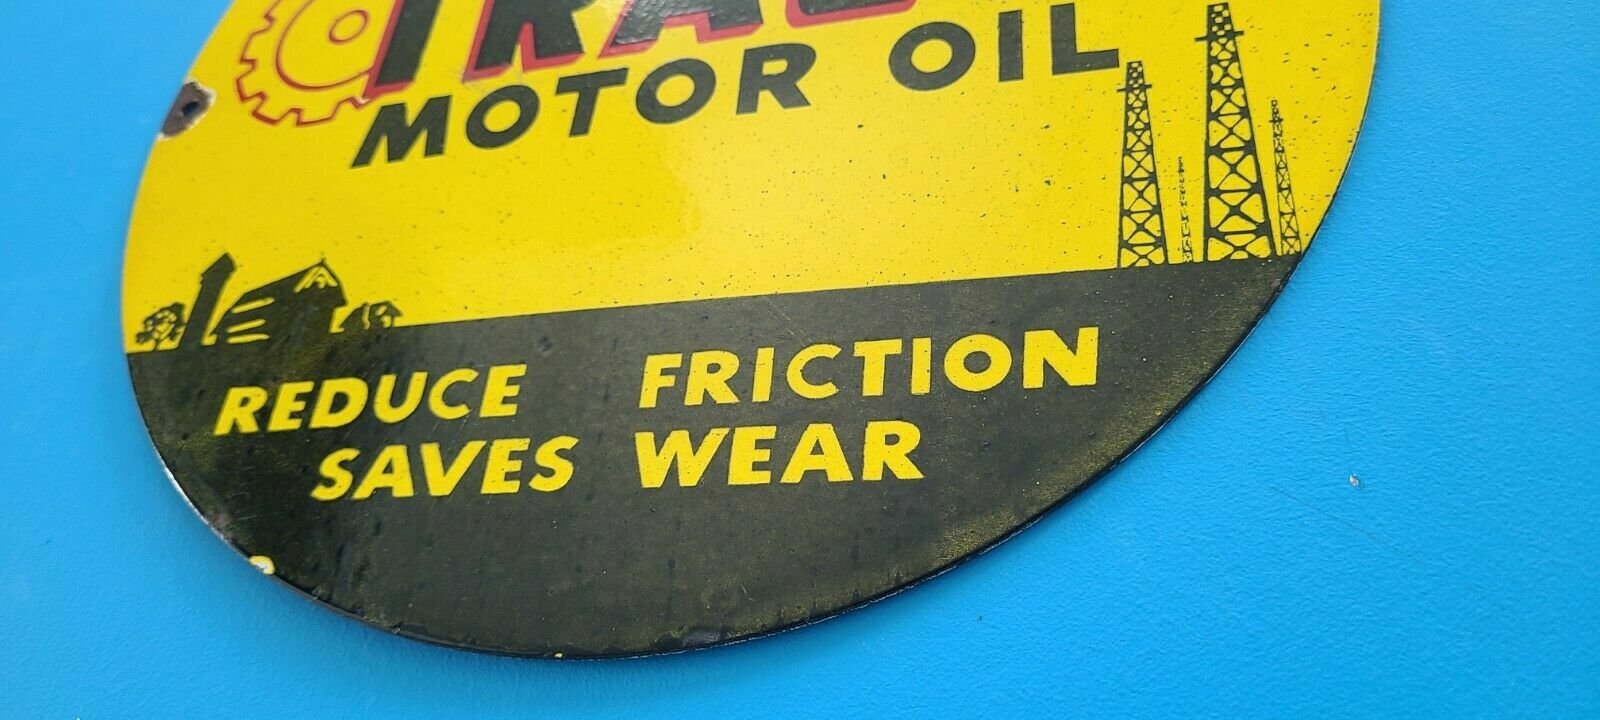 MOTOR OIL
REDUCE FRICTION
SAVES WEAR